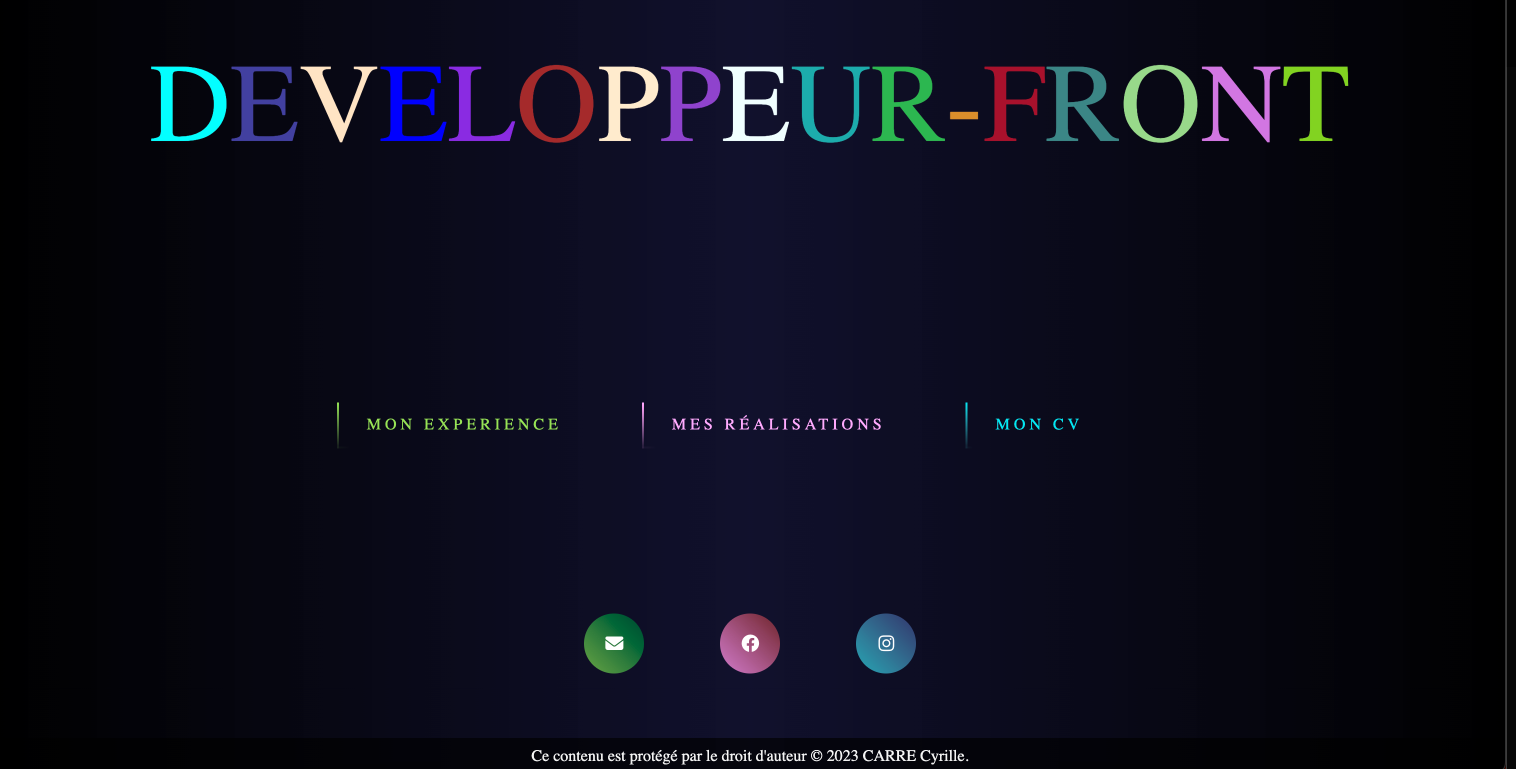 DEVELOPPEUR-FRONT
MON EXPERIENCE MES RÉALISATIONS MON CV
Ce contenu est protégé par le droit d'auteur © 2023 CARRE Cyrille.